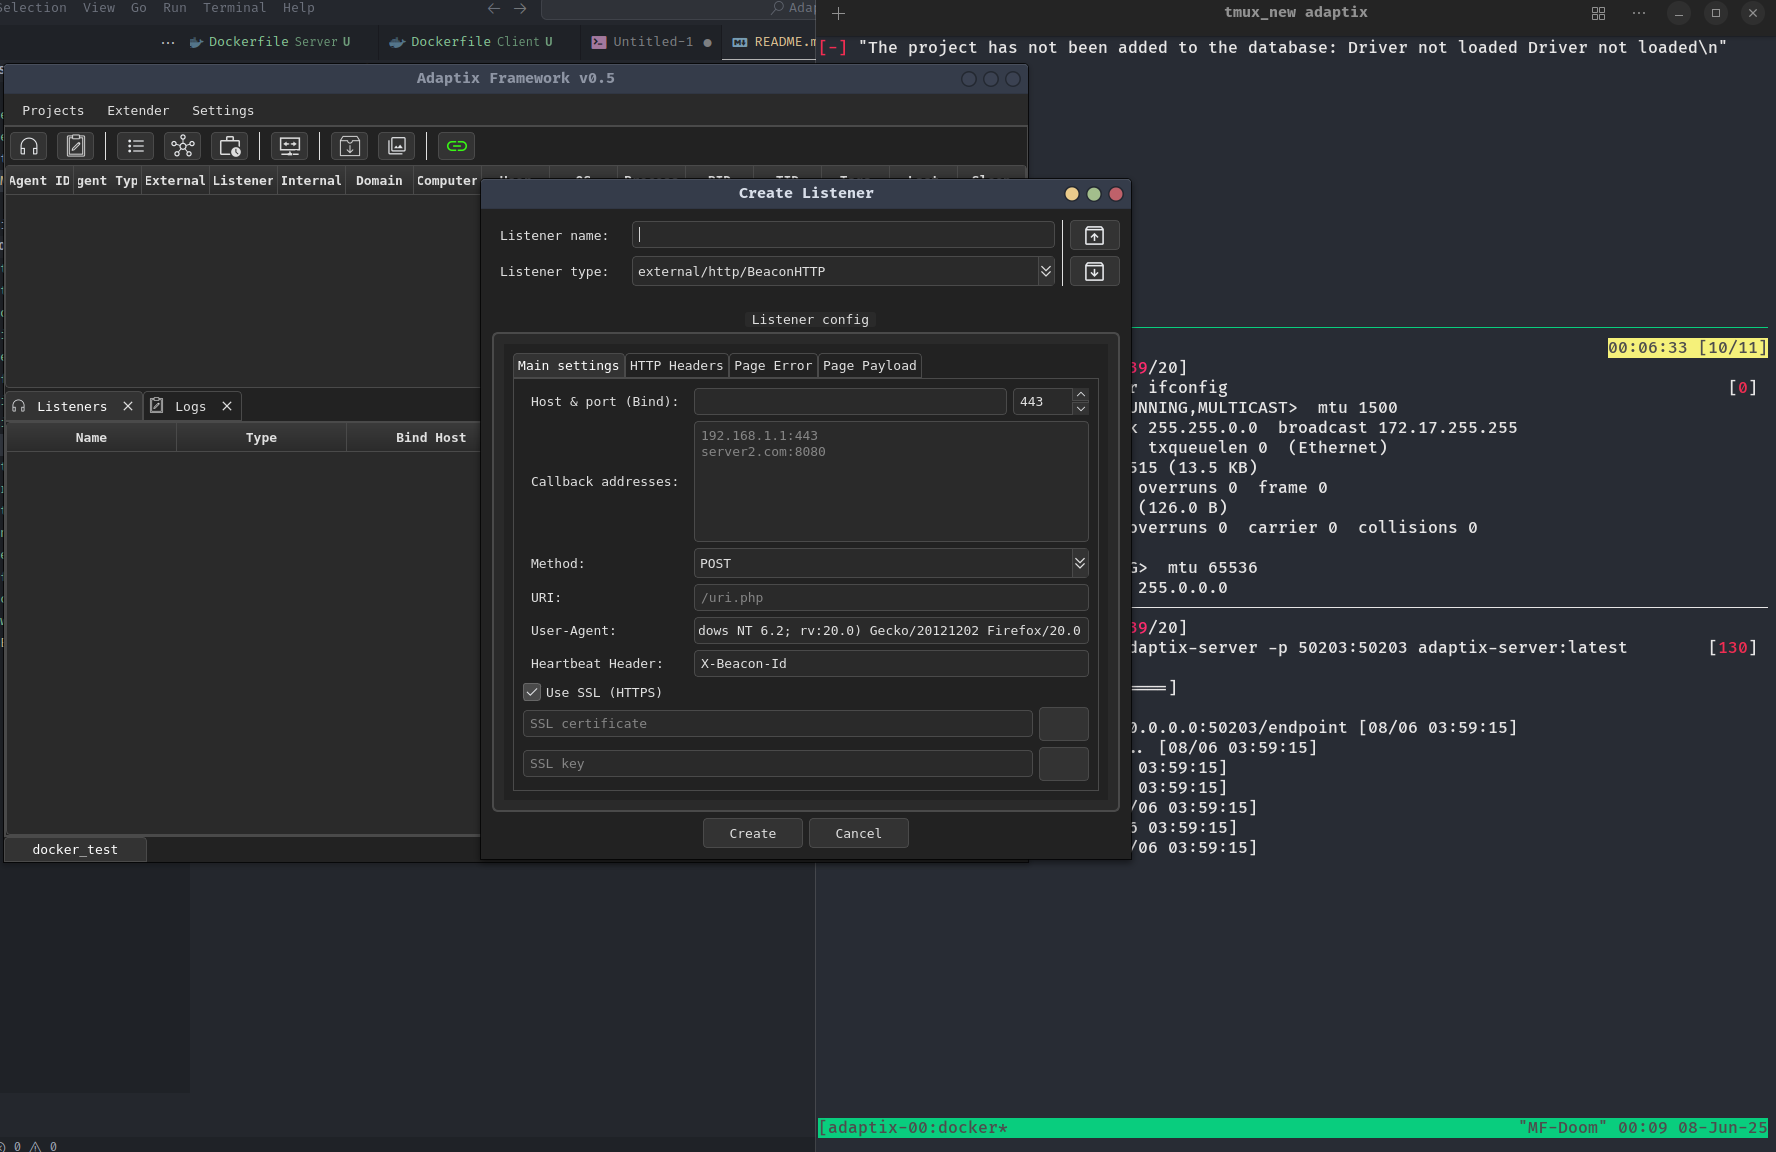 Selection View Go Run Terminal Help
Adap
Dockerfile Server U
Dockerfile Client U
Untitled-1
README.m
tmux_new adaptix
[-] "The project has not been added to the database: Driver not loaded Driver not loaded\n"
Adaptix Framework v0.5
Projects Extender Settings
Agent ID gent Typ External Listener Internal Domain Computer
Create Listener
Listener name:
Listener type: external/http/BeaconHTTP
Listener config
Main settings HTTP Headers Page Error Page Payload
Host & port (Bind): 443
Callback addresses:
192.168.1.1:443
server2.com:8080
Method: POST
URI: /uri.php
User-Agent: dows NT 6.2; rv:20.0) Gecko/20121202 Firefox/20.0
Heartbeat Header: X-Beacon-Id
Use SSL (HTTPS)
SSL certificate
SSL key
Create Cancel
Listeners Logs
Name Type Bind Host
docker_test
0 0
00:06:33 [10/11]
39/20]
r ifconfig [0]
UNNING,MULTICAST> mtu 1500
k 255.255.0.0 broadcast 172.17.255.255
txqueuelen 0 (Ethernet)
515 (13.5 KB)
overruns 0 frame 0
(126.0 B)
overruns 0 carrier 0 collisions 0
G> mtu 65536
255.0.0.0
39/20]
daptix-server -p 50203:50203 adaptix-server:latest [130]
════]
0.0.0.0:50203/endpoint [08/06 03:59:15]
.. [08/06 03:59:15]
03:59:15]
03:59:15]
/06 03:59:15]
6 03:59:15]
/06 03:59:15]
[adaptix-00:docker* "MF-Doom" 00:09 08-Jun-25